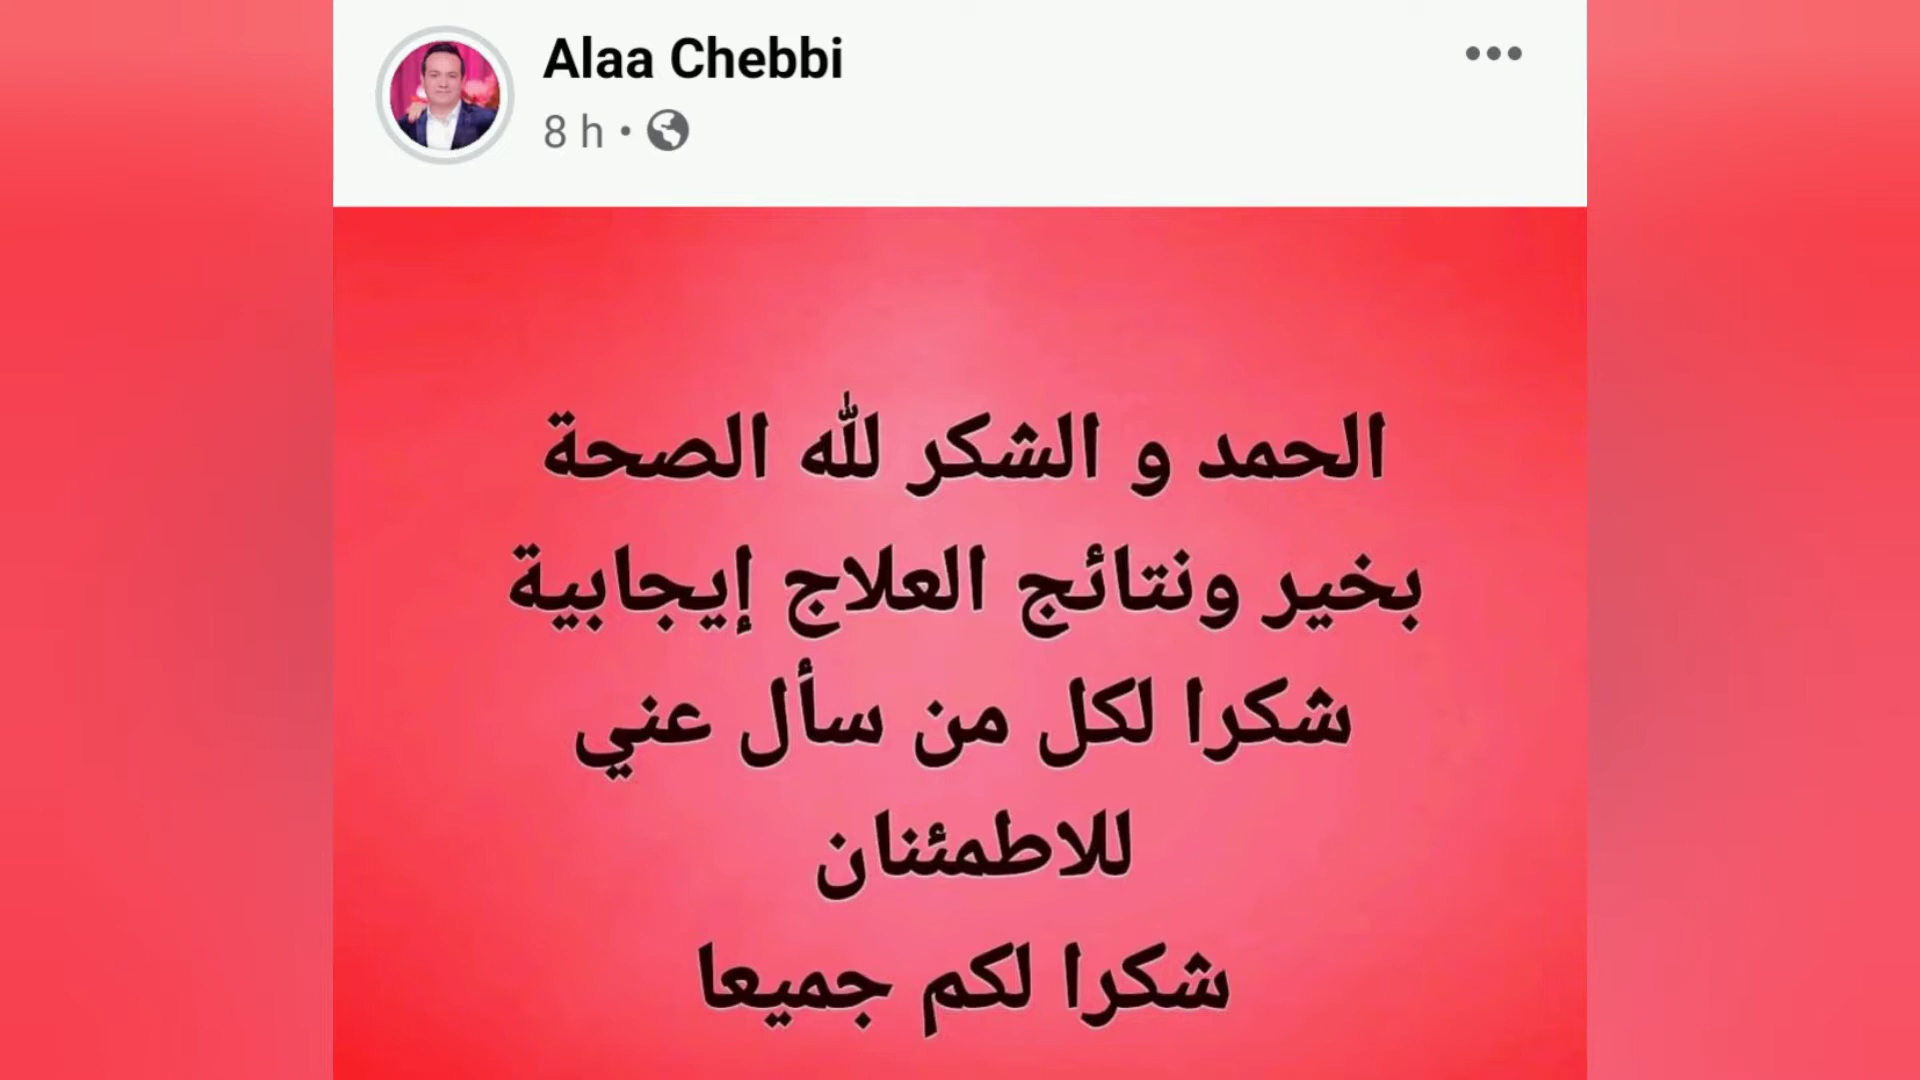 Alaa Chebbi
8 h •
الحمد و الشكر لله الصحة
بخير ونتائج العلاج إيجابية
شكرا لكل من سأل عني
للاطمئنان
شكرا لكم جميعا